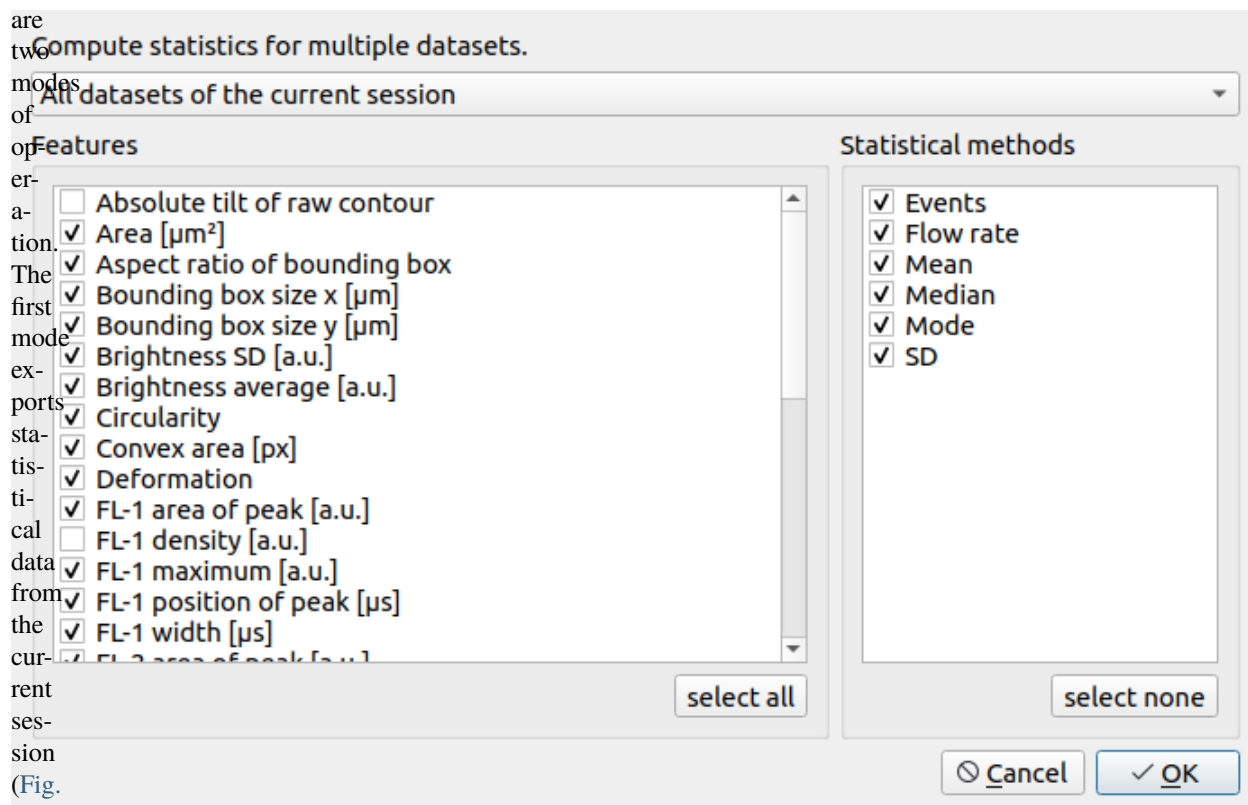 are
two
modes
of
op-
er-
a-
tion.
The
first
mode
ex-
ports
sta-
tis-
ti-
cal
data
from
the
cur-
rent
ses-
sion
(Fig.
Compute statistics for multiple datasets.
All datasets of the current session
Features
Absolute tilt of raw contour
Area [µm²]
Aspect ratio of bounding box
Bounding box size x [µm]
Bounding box size y [µm]
Brightness SD [a.u.]
Brightness average [a.u.]
Circularity
Convex area [px]
Deformation
FL-1 area of peak [a.u.]
FL-1 density [a.u.]
FL-1 maximum [a.u.]
FL-1 position of peak [µs]
FL-1 width [µs]
FL-2 area of peak [a.u.]
select all
Statistical methods
Events
Flow rate
Mean
Median
Mode
SD
select none
Cancel
OK